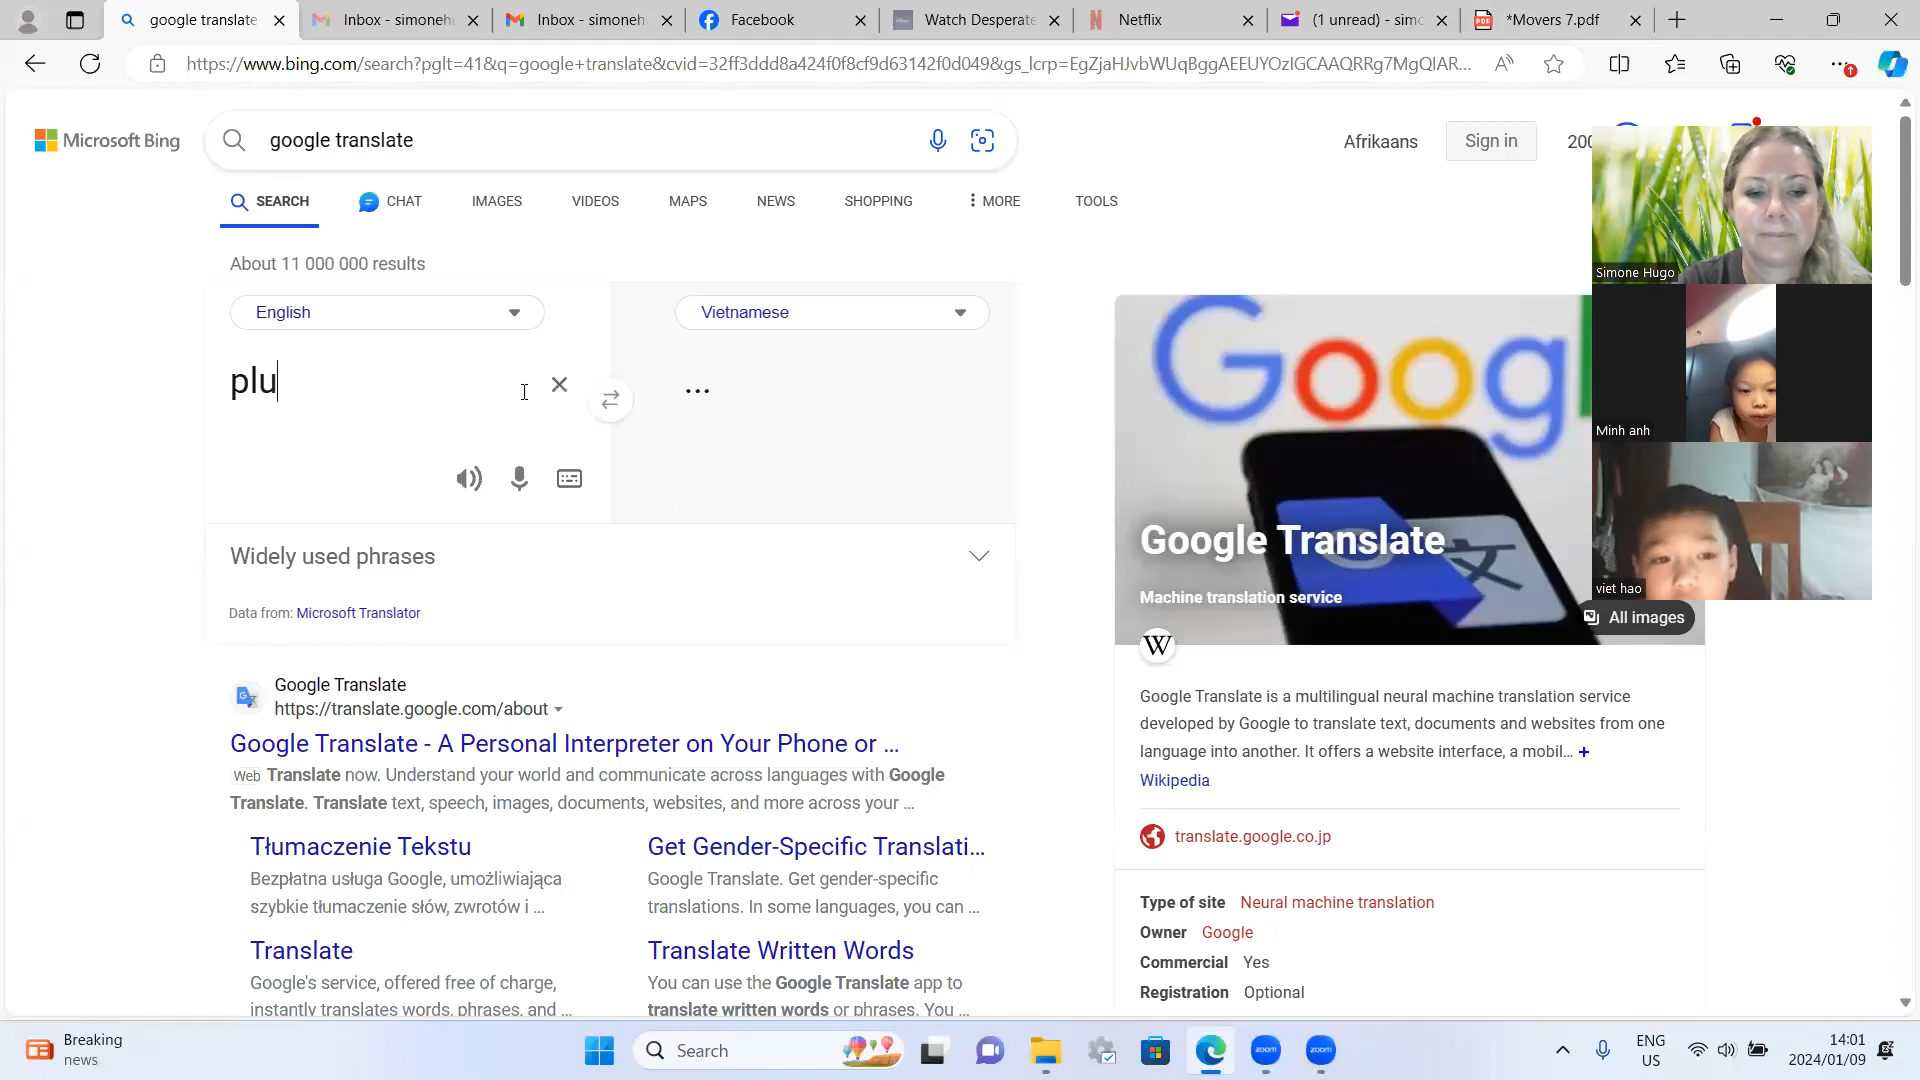 google translate
Inbox - simoneh
Inbox - simoneh
Facebook
Watch Desperate
Netflix
(1 unread) - simo
*Movers 7.pdf
https://www.bing.com/search?pglt=41&q=google+translate&cvid=32ff3ddd8a424f0f8cf9d63142f0d049&gs_lcrp=EgZjaHJvbWUqBggAEEUYOzIGCAAQRRg7MgQIAR...
Microsoft Bing
google translate
Afrikaans
Sign in
200
SEARCH
CHAT
IMAGES
VIDEOS
MAPS
NEWS
SHOPPING
MORE
TOOLS
About 11 000 000 results
English
Vietnamese
plu
...
Widely used phrases
Data from: Microsoft Translator
Google Translate
https://translate.google.com/about
Google Translate - A Personal Interpreter on Your Phone or ...
Web Translate now. Understand your world and communicate across languages with Google
Translate. Translate text, speech, images, documents, websites, and more across your ...
Tłumaczenie Tekstu
Bezpłatna usługa Google, umożliwiająca
szybkie tłumaczenie słów, zwrotów i ...
Get Gender-Specific Translati...
Google Translate. Get gender-specific
translations. In some languages, you can ...
Translate
Google's service, offered free of charge,
instantly translates words, phrases, and ...
Translate Written Words
You can use the Google Translate app to
translate written words or phrases. You ...
Googl
Google Translate
Machine translation service
All images
W
Google Translate is a multilingual neural machine translation service
developed by Google to translate text, documents and websites from one
language into another. It offers a website interface, a mobil... +
Wikipedia
translate.google.co.jp
Type of site Neural machine translation
Owner Google
Commercial Yes
Registration Optional
Simone Hugo
Minh anh
viet hao
Breaking
news
Search
zoom
zoom
ENG
US
14:01
2024/01/09